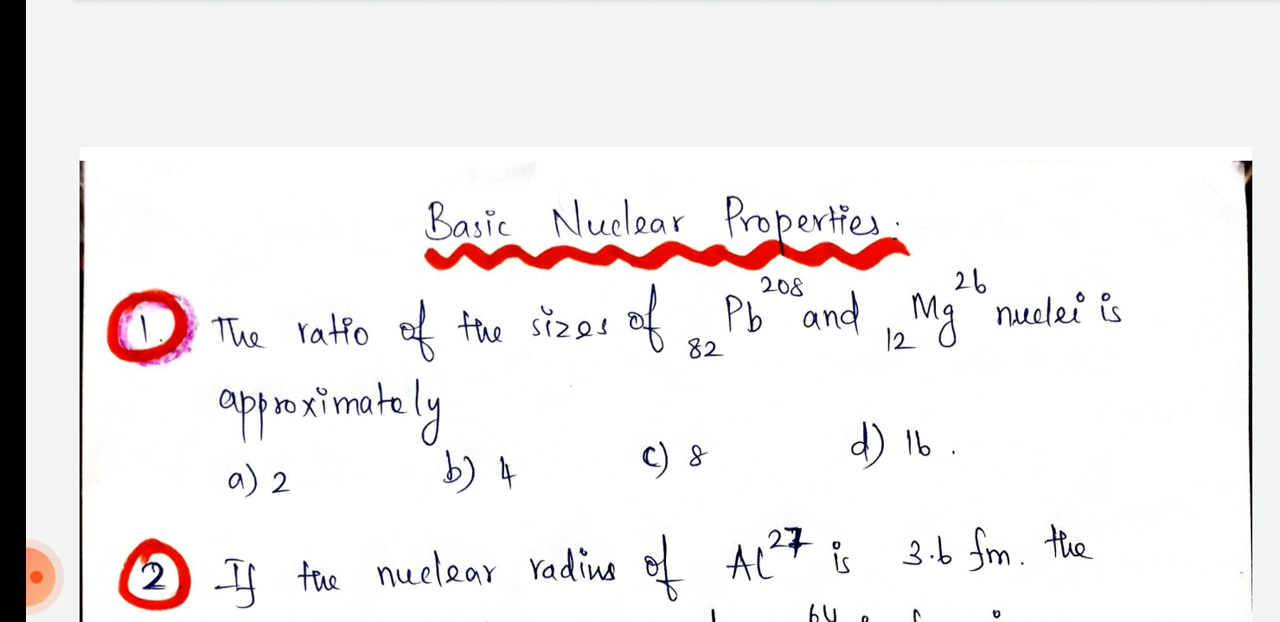 Basic Nuclear Properties.
1. The ratio of the sizes of ₈₂Pb²⁰⁸ and ₁₂Mg²⁶ nuclei is
approximately
a) 2 b) 4 c) 8 d) 16.
2 If the nuclear radius of Al²⁷ is 3.6 fm. the
64